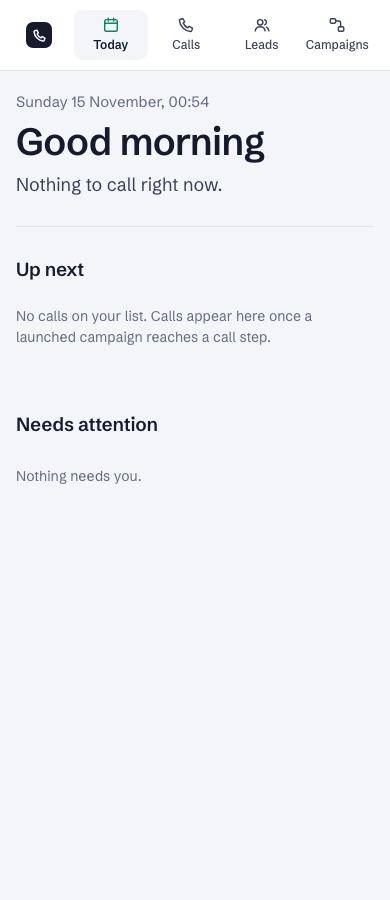 Today
Calls
Leads
Campaigns
Sunday 15 November, 00:54
Good morning
Nothing to call right now.
Up next
No calls on your list. Calls appear here once a
launched campaign reaches a call step.
Needs attention
Nothing needs you.